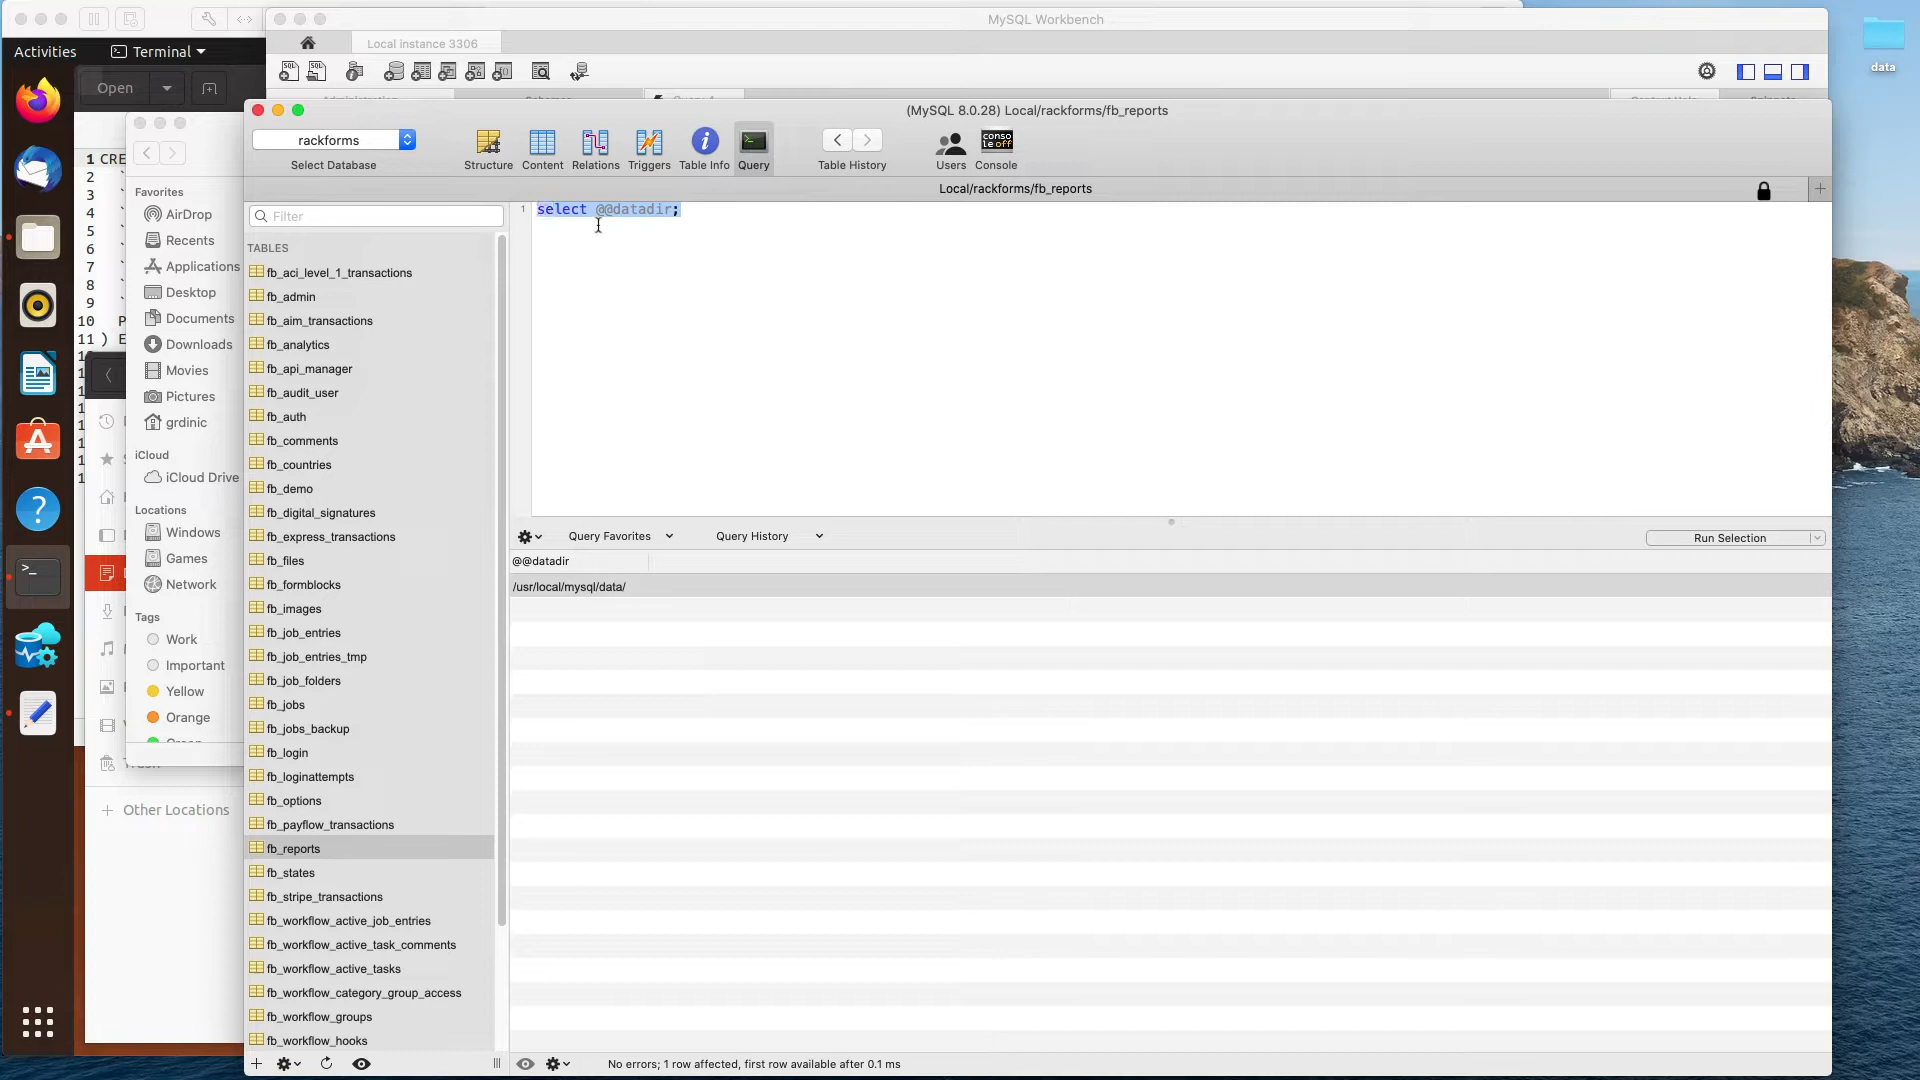 MySQL Workbench
Activities
Terminal
Local instance 3306
Open
(MySQL 8.0.28) Local/rackforms/fb_reports
rackforms
Select Database
Structure
Content
Relations
Triggers
Table Info
Query
Table History
Users
Console
Local/rackforms/fb_reports
Filter
1 select @@datadir;
1 CRE
2
3
4
5
6
7
8
9
10 P
11 ) E
Favorites
AirDrop
Recents
Applications
Desktop
Documents
Downloads
Movies
Pictures
grdinic
iCloud
iCloud Drive
Locations
Windows
Games
Network
Tags
Work
Important
Yellow
Orange
Other Locations
TABLES
fb_aci_level_1_transactions
fb_admin
fb_aim_transactions
fb_analytics
fb_api_manager
fb_audit_user
fb_auth
fb_comments
fb_countries
fb_demo
fb_digital_signatures
fb_express_transactions
fb_files
fb_formblocks
fb_images
fb_job_entries
fb_job_entries_tmp
fb_job_folders
fb_jobs
fb_jobs_backup
fb_login
fb_loginattempts
fb_options
fb_payflow_transactions
fb_reports
fb_states
fb_stripe_transactions
fb_workflow_active_job_entries
fb_workflow_active_task_comments
fb_workflow_active_tasks
fb_workflow_category_group_access
fb_workflow_groups
fb_workflow_hooks
Query Favorites
Query History
Run Selection
@@datadir
/usr/local/mysql/data/
No errors; 1 row affected, first row available after 0.1 ms
data